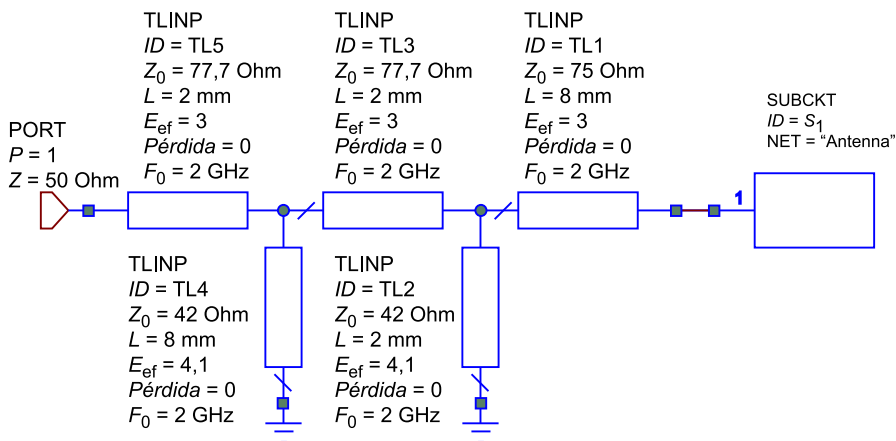 TLINP
ID = TL5
Z0 = 77,7 Ohm
L = 2 mm
Eef = 3
Pérdida = 0
F0 = 2 GHz
TLINP
ID = TL3
Z0 = 77,7 Ohm
L = 2 mm
Eef = 3
Pérdida = 0
F0 = 2 GHz
TLINP
ID = TL1
Z0 = 75 Ohm
L = 8 mm
Eef = 3
Pérdida = 0
F0 = 2 GHz
SUBCKT
ID = S1
NET = “Antenna”
PORT
P = 1
Z = 50 Ohm
1
TLINP
ID = TL4
Z0 = 42 Ohm
L = 8 mm
Eef = 4,1
Pérdida = 0
F0 = 2 GHz
TLINP
ID = TL2
Z0 = 42 Ohm
L = 2 mm
Eef = 4,1
Pérdida = 0
F0 = 2 GHz